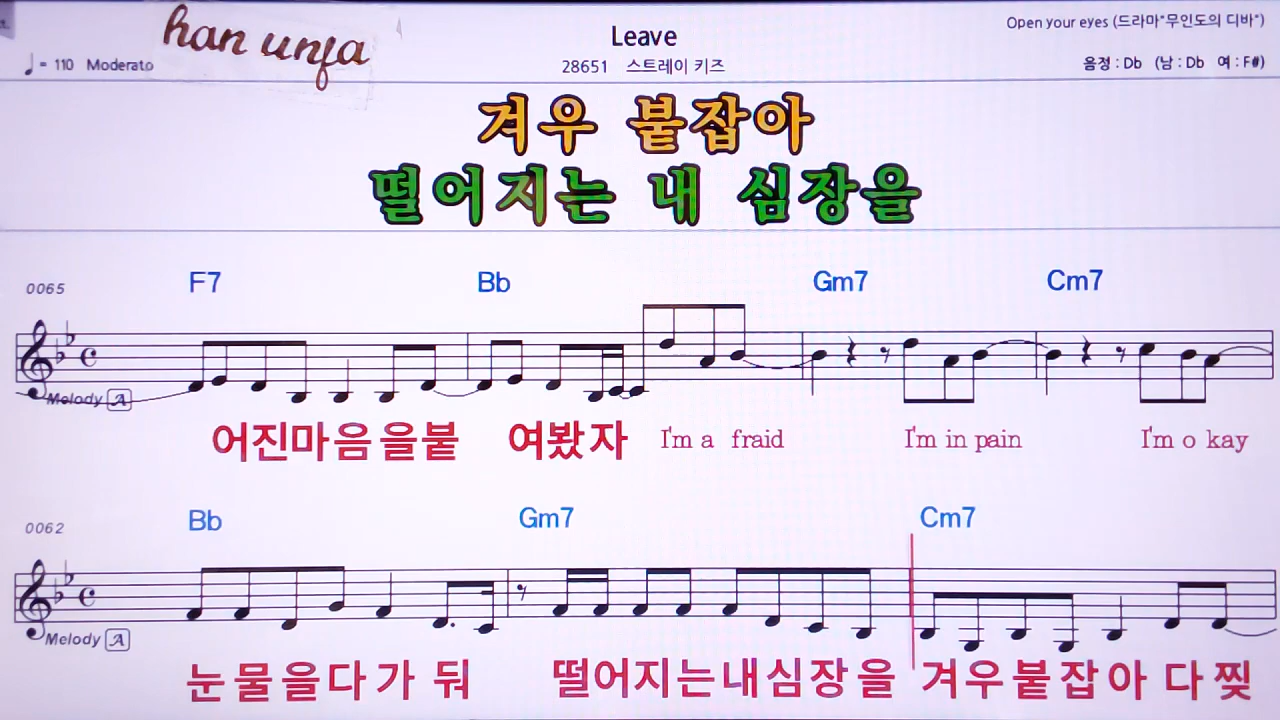 han unfa
Leave
Open your eyes (드라마"무인도의 디바")
♩ = 110 Moderato
28651 스트레이 키즈
음정 : Db (남 : Db 여 : F#)
겨우 붙잡아
떨어지는 내 심장을
0065 F7 Bb Gm7 Cm7
Melody A
어진마음을붙 여봤자 I'm a fraid I'm in pain I'm o kay
0062 Bb Gm7 Cm7
Melody A
눈물을다가 둬 떨어지는내심장을 겨우붙잡아 다찢